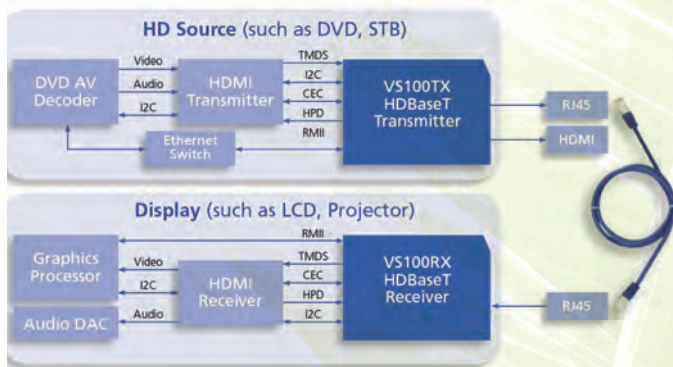 HD Source (such as DVD, STB)
DVD AV
Decoder
Video
Audio
I2C
HDMI
Transmitter
Ethernet
Switch
TMDS
I2C
CEC
HPD
RMII
VS100TX
HDBaseT
Transmitter
RJ45
HDMI
Display (such as LCD, Projector)
Graphics
Processor
Audio DAC
RMII
Video
I2C
Audio
HDMI
Receiver
TMDS
CEC
HPD
I2C
VS100RX
HDBaseT
Receiver
RJ45